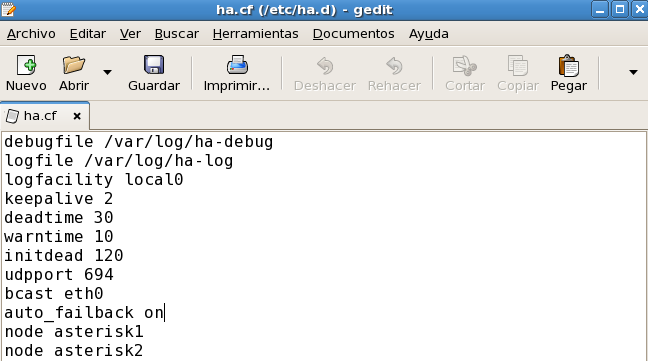 ha.cf (/etc/ha.d) - gedit
Archivo Editar Ver Buscar Herramientas Documentos Ayuda
Nuevo Abrir Guardar Imprimir... Deshacer Rehacer Cortar Copiar Pegar
ha.cf
debugfile /var/log/ha-debug
logfile /var/log/ha-log
logfacility local0
keepalive 2
deadtime 30
warntime 10
initdead 120
udpport 694
bcast eth0
auto_failback on
node asterisk1
node asterisk2